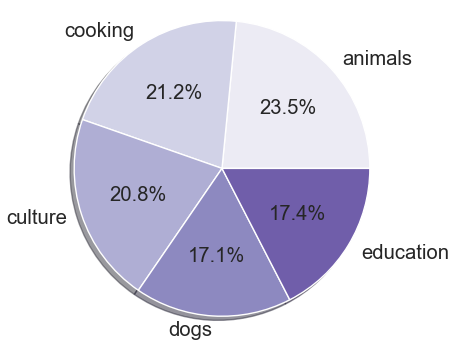 cooking
animals
21.2%
23.5%
20.8%
17.4%
culture
17.1%
education
dogs